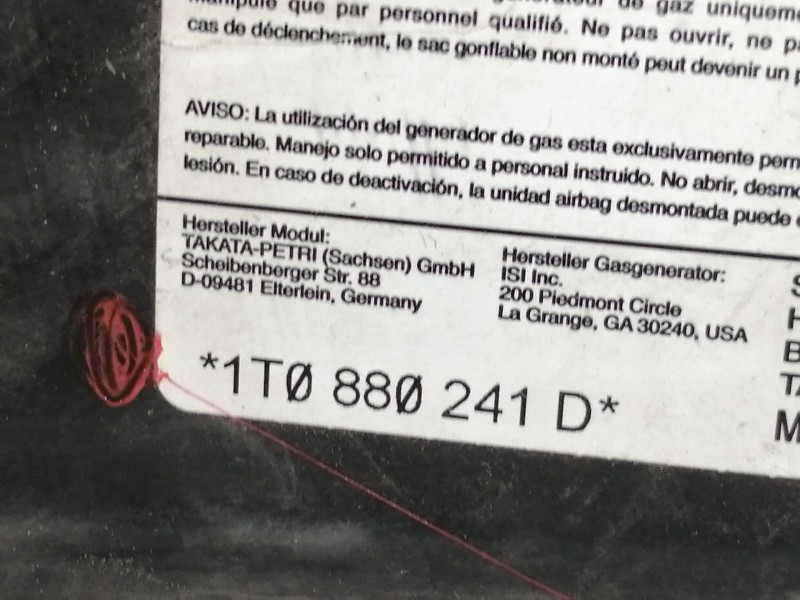 que par personnel qualifié. Ne pas ouvrir, ne
cas de déclenchement, le sac gonflable non monté peut devenir un
AVISO: La utilización del generador de gas esta exclusivamente
reparable. Manejo solo permitido a personal instruido. No abrir,
lesión. En caso de deactivación, la unidad airbag desmontada puede
Hersteller Modul:
TAKATA-PETRI (Sachsen) GmbH
Scheibenberger Str. 88
D-09481 Elterlein, Germany
Hersteller Gasgenerator:
ISI Inc.
200 Piedmont Circle
La Grange, GA 30240, USA
*1TØ 88Ø 241 D*